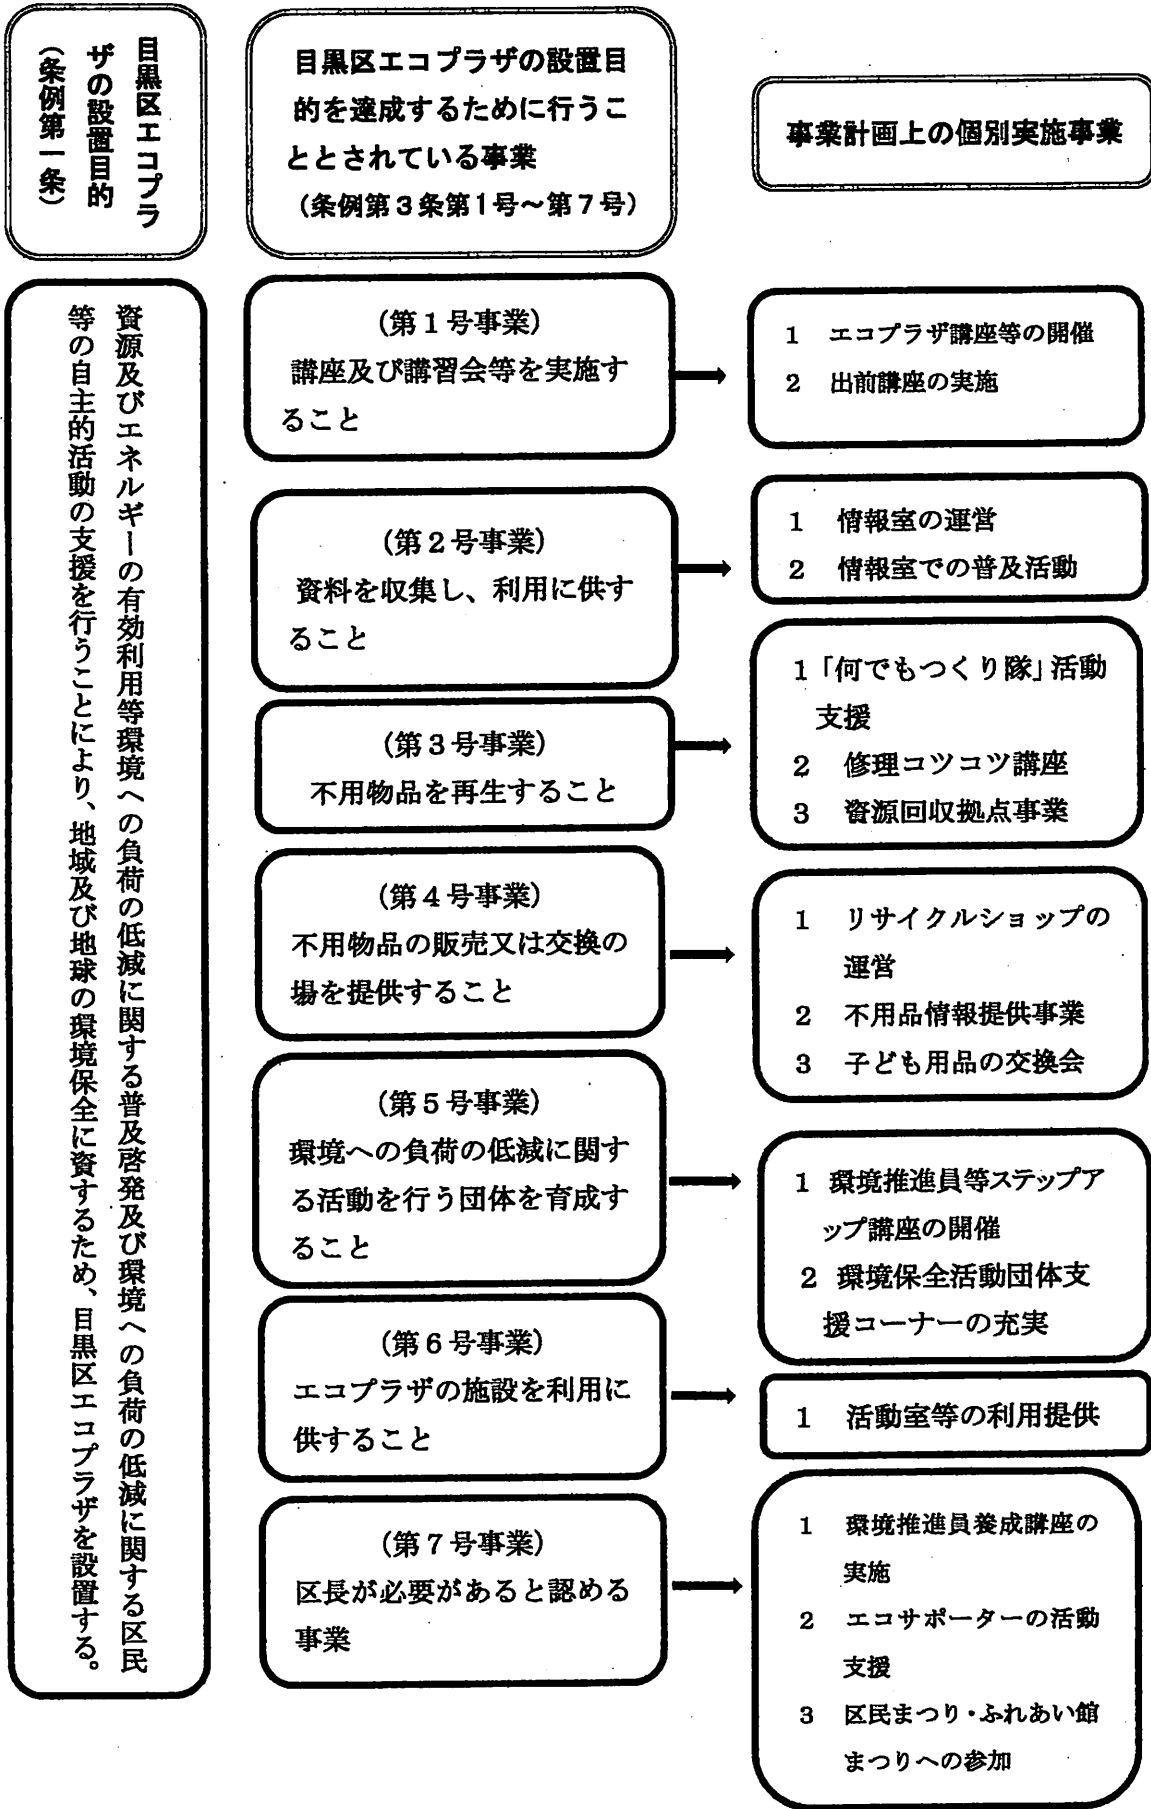 目黒区エコプラ
ザの設置目的
（条例第一条）
目黒区エコプラザの設置目
的を達成するために行うこ
ととされている事業
（条例第３条第１号～第７号）
事業計画上の個別実施事業
資源及びエネルギーの有効利用等環境への負荷の低減に関する普及啓発及び環境への負荷の低減に関する区民
等の自主的活動の支援を行うことにより、地域及び地球の環境保全に資するため、目黒区エコプラザを設置する。
(第１号事業)
講座及び講習会等を実施す
ること
1 エコプラザ講座等の開催
2 出前講座の実施
(第２号事業)
資料を収集し、利用に供す
ること
1 情報室の運営
2 情報室での普及活動
(第３号事業)
不用物品を再生すること
1「何でもつくり隊」活動
支援
2 修理コツコツ講座
3 資源回収拠点事業
(第４号事業)
不用物品の販売又は交換の
場を提供すること
1 リサイクルショップの
運営
2 不用品情報提供事業
3 子ども用品の交換会
(第５号事業)
環境への負荷の低減に関す
る活動を行う団体を育成す
ること
1 環境推進員等ステップア
ップ講座の開催
2 環境保全活動団体支
援コーナーの充実
(第６号事業)
エコプラザの施設を利用に
供すること
1 活動室等の利用提供
(第７号事業)
区長が必要があると認める
事業
1 環境推進員養成講座の
実施
2 エコサポーターの活動
支援
3 区民まつり・ふれあい館
まつりへの参加